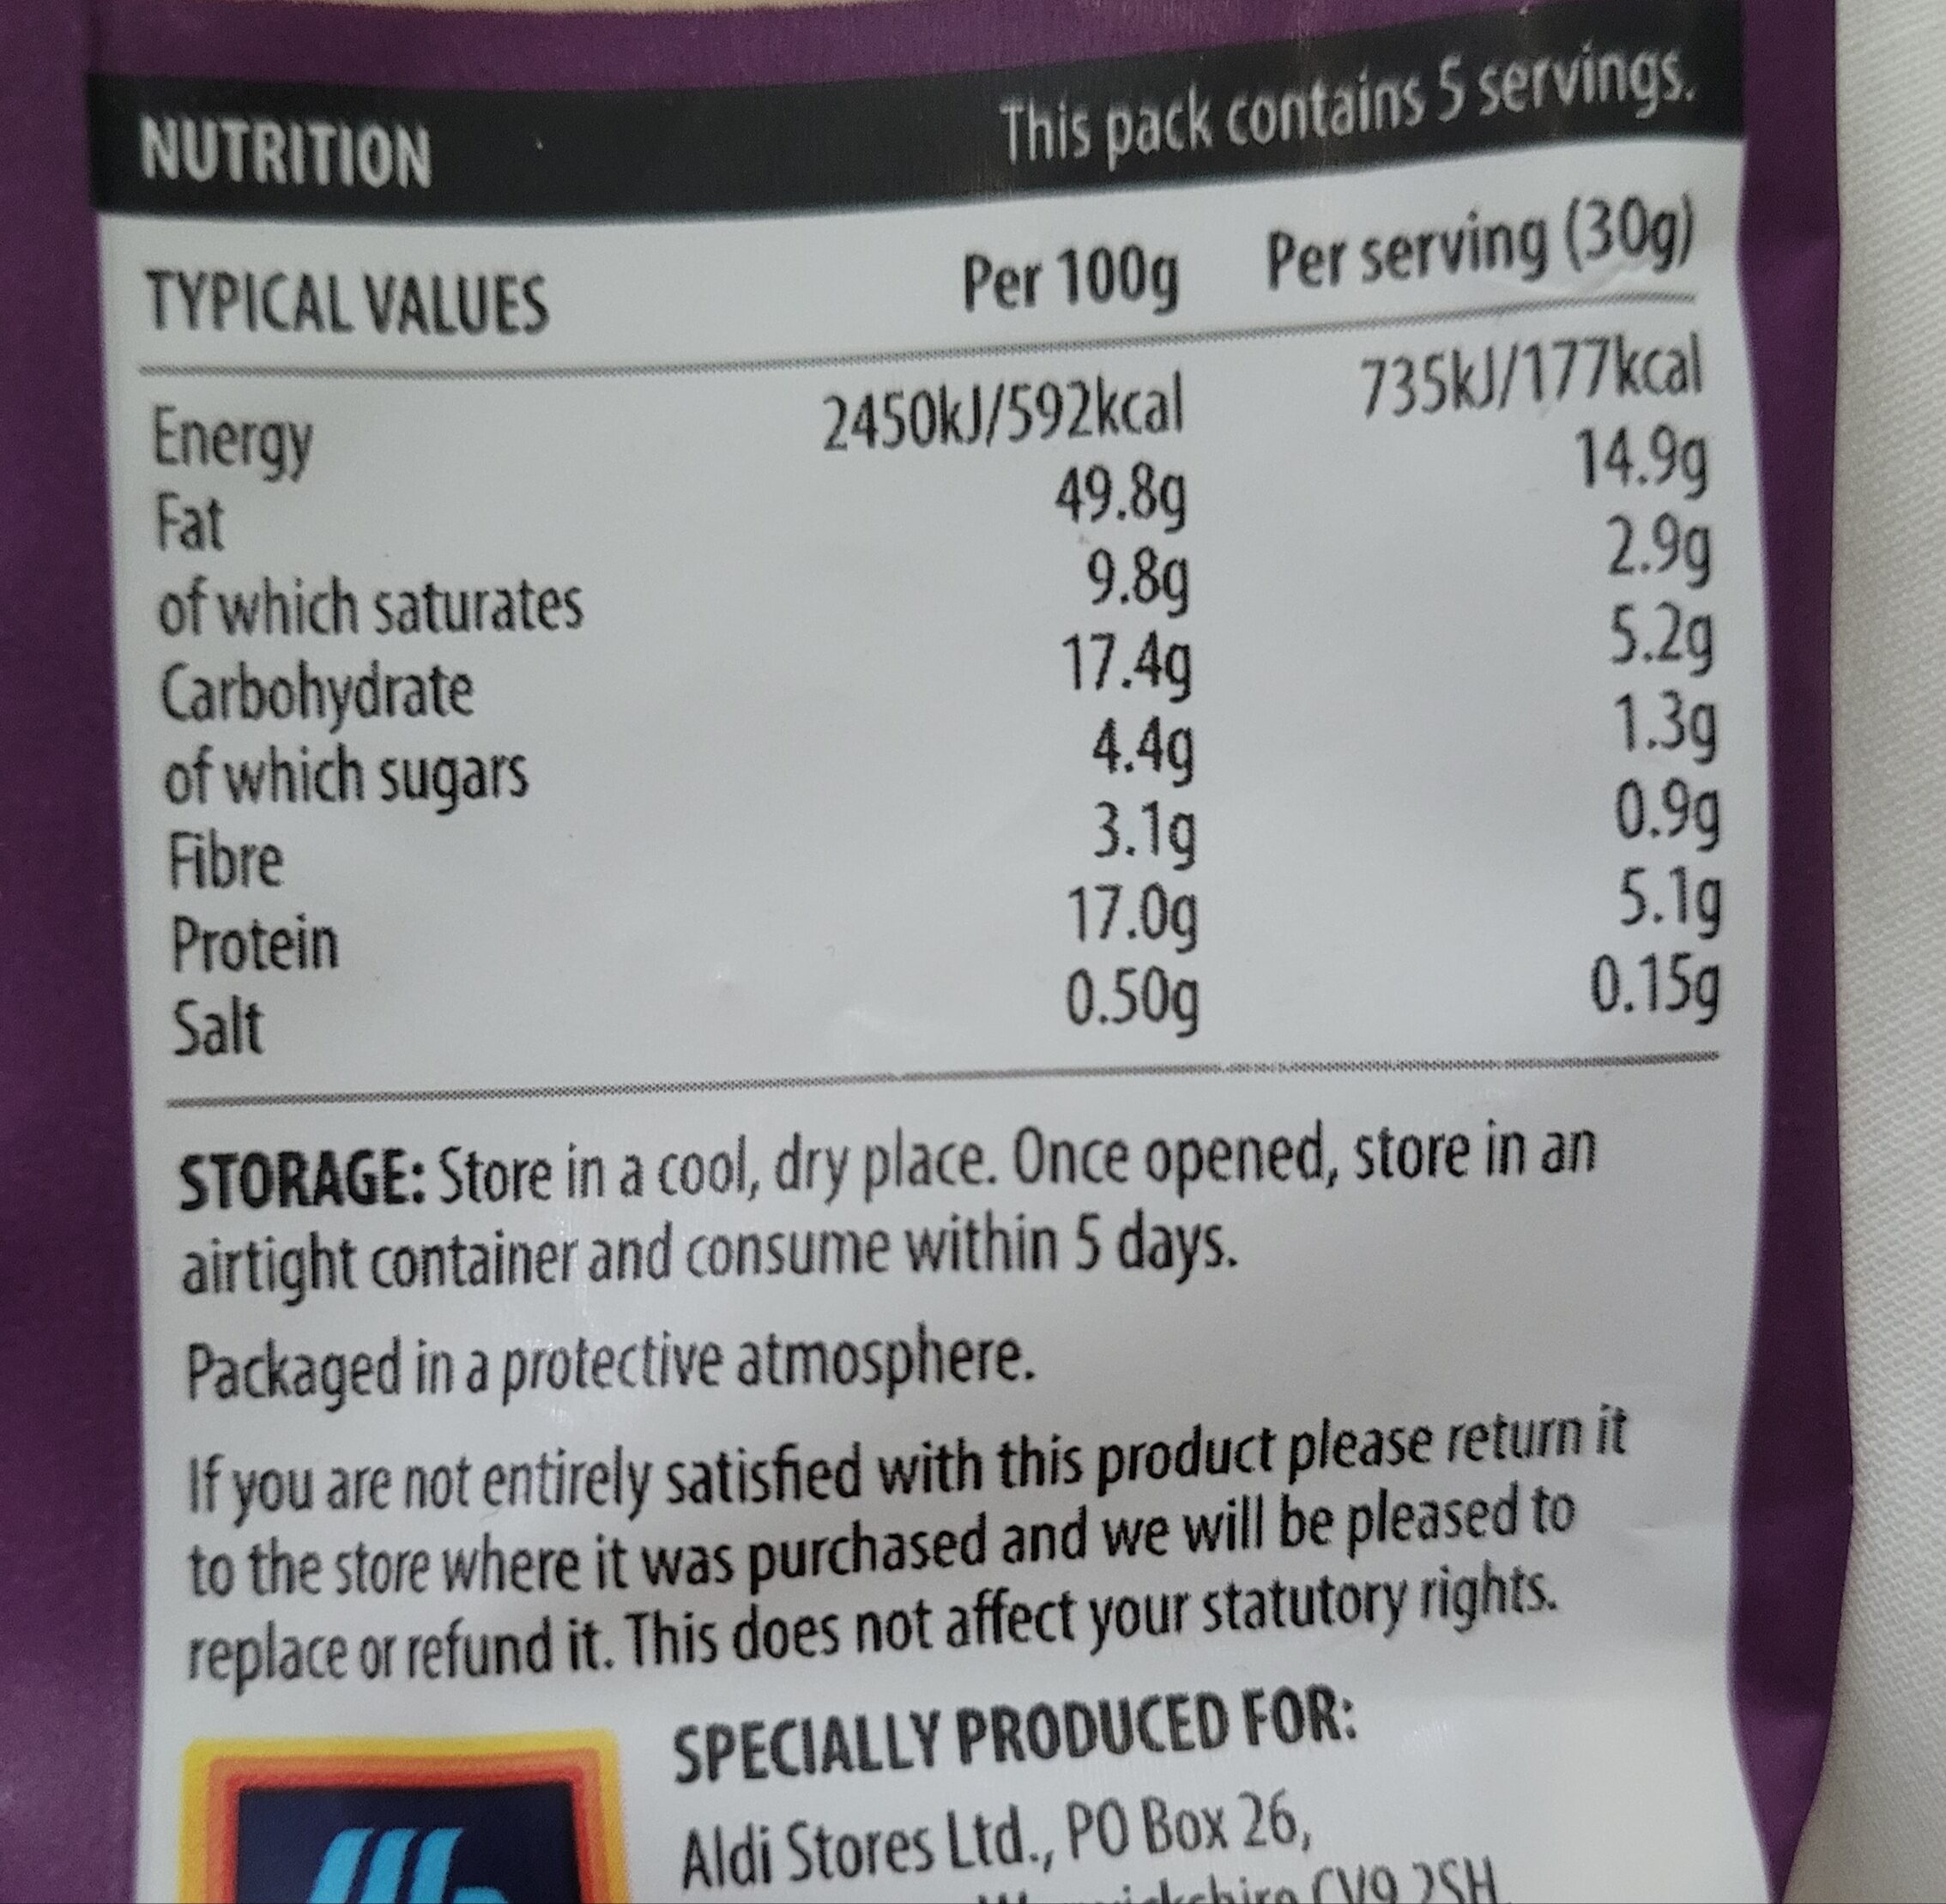 NUTRITION This pack contains 5 servings.
TYPICAL VALUES Per 100g Per serving (30g)
Energy 2450kJ/592kcal 735kJ/177kcal
Fat 49.8g 14.9g
of which saturates 9.8g 2.9g
Carbohydrate 17.4g 5.2g
of which sugars 4.4g 1.3g
Fibre 3.1g 0.9g
Protein 17.0g 5.1g
Salt 0.50g 0.15g
STORAGE: Store in a cool, dry place. Once opened, store in an
airtight container and consume within 5 days.
Packaged in a protective atmosphere.
If you are not entirely satisfied with this product please return it
to the store where it was purchased and we will be pleased to
replace or refund it. This does not affect your statutory rights.
SPECIALLY PRODUCED FOR:
Aldi Stores Ltd., PO Box 26,
CV9 2SH